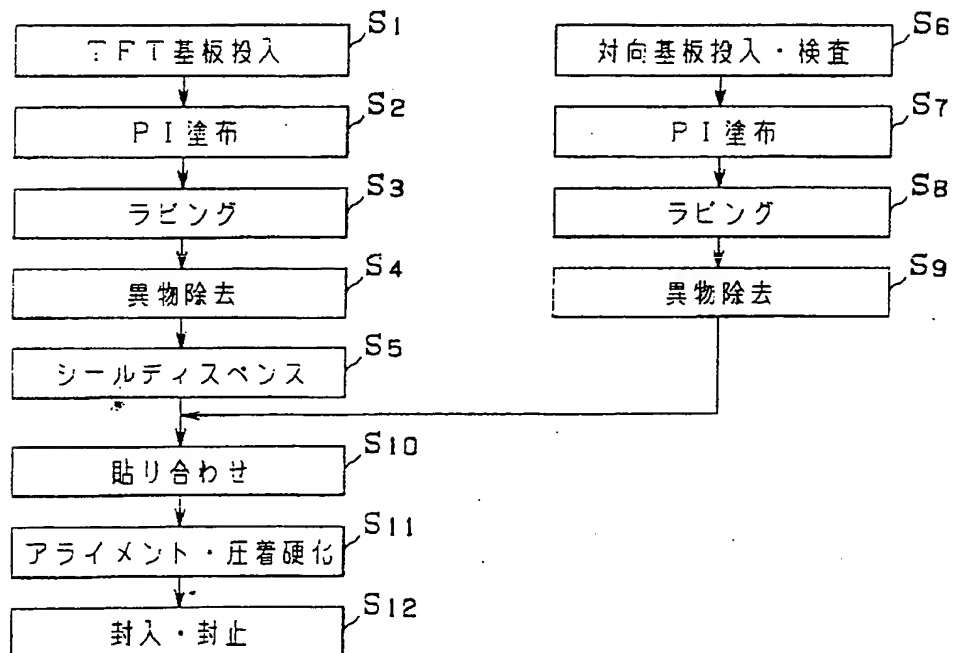 TFT基板投入 S1
PI塗布 S2
ラビング S3
異物除去 S4
シールディスペンス S5
対向基板投入・検査 S6
PI塗布 S7
ラビング S8
異物除去 S9
貼り合わせ S10
アライメント・圧着硬化 S11
封入・封止 S12